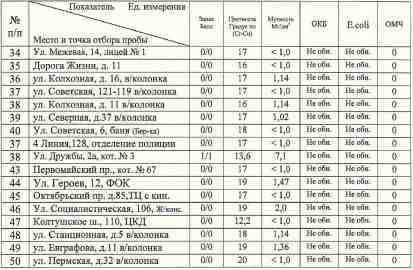 № п/п Показатель Ед. измерения Место и точка отбора пробы Запах Балл Цветность Градус по (Cr-Co) Мутность Мг/дм³ ОКБ E.coli ОМЧ
34 Ул. Межевая, 14, лицей № 1 0/0 17 < 1,0 Не обн. Не обн. 0
35 Дорога Жизни, д. 11 0/0 16 < 1,0 Не обн. Не обн. 0
36 ул. Колхозная, д. 16, в/колонка 0/0 17 1,14 Не обн. Не обн. 0
37 ул. Советская, 121-119 в/колонка 0/0 17 < 1,0 Не обн. Не обн. 0
38 ул. Колхозная, д. 11 в/колонка 0/0 16 1,14 Не обн. Не обн. 0
39 ул. Северная, д.37 в/колонка 0/0 17 1,02 Не обн. Не обн. 0
40 Ул. Советская, 6, баня (Бер-ка) 0/0 18 < 1,0 Не обн. Не обн. 0
37 4 Линия,128, отделение полиции 0/0 17 < 1,0 Не обн. Не обн. 0
38 Ул. Дружбы, 2а, кот. № 3 1/1 13,6 7,1 Не обн. Не обн. 0
43 Первомайский пр., кот. № 67 0/0 17 < 1,0 Не обн. Не обн. 0
44 Ул. Героев, 12, ФОК 0/0 19 1,47 Не обн. Не обн. 0
45 Октябрьский пр. д.85,ТЦ с кин. 0/0 17 < 1,0 Не обн. Не обн. 0
46 Ул. Социалистическая, 106, Ж/комс. 0/0 19 2,0 Не обн. Не обн. 0
47 Колтушское ш., 110, ЦКД 0/0 12,2 < 1,0 Не обн. Не обн. 0
48 ул. Станционная, д.5 в/колонка 0/0 18 1,14 Не обн. Не обн. 0
49 ул. Евграфова, д.11 в/колонка 0/0 19 1,36 Не обн. Не обн. 0
50 ул. Пермская, д.32 в/колонка 0/0 20 < 1,0 Не обн. Не обн. 0